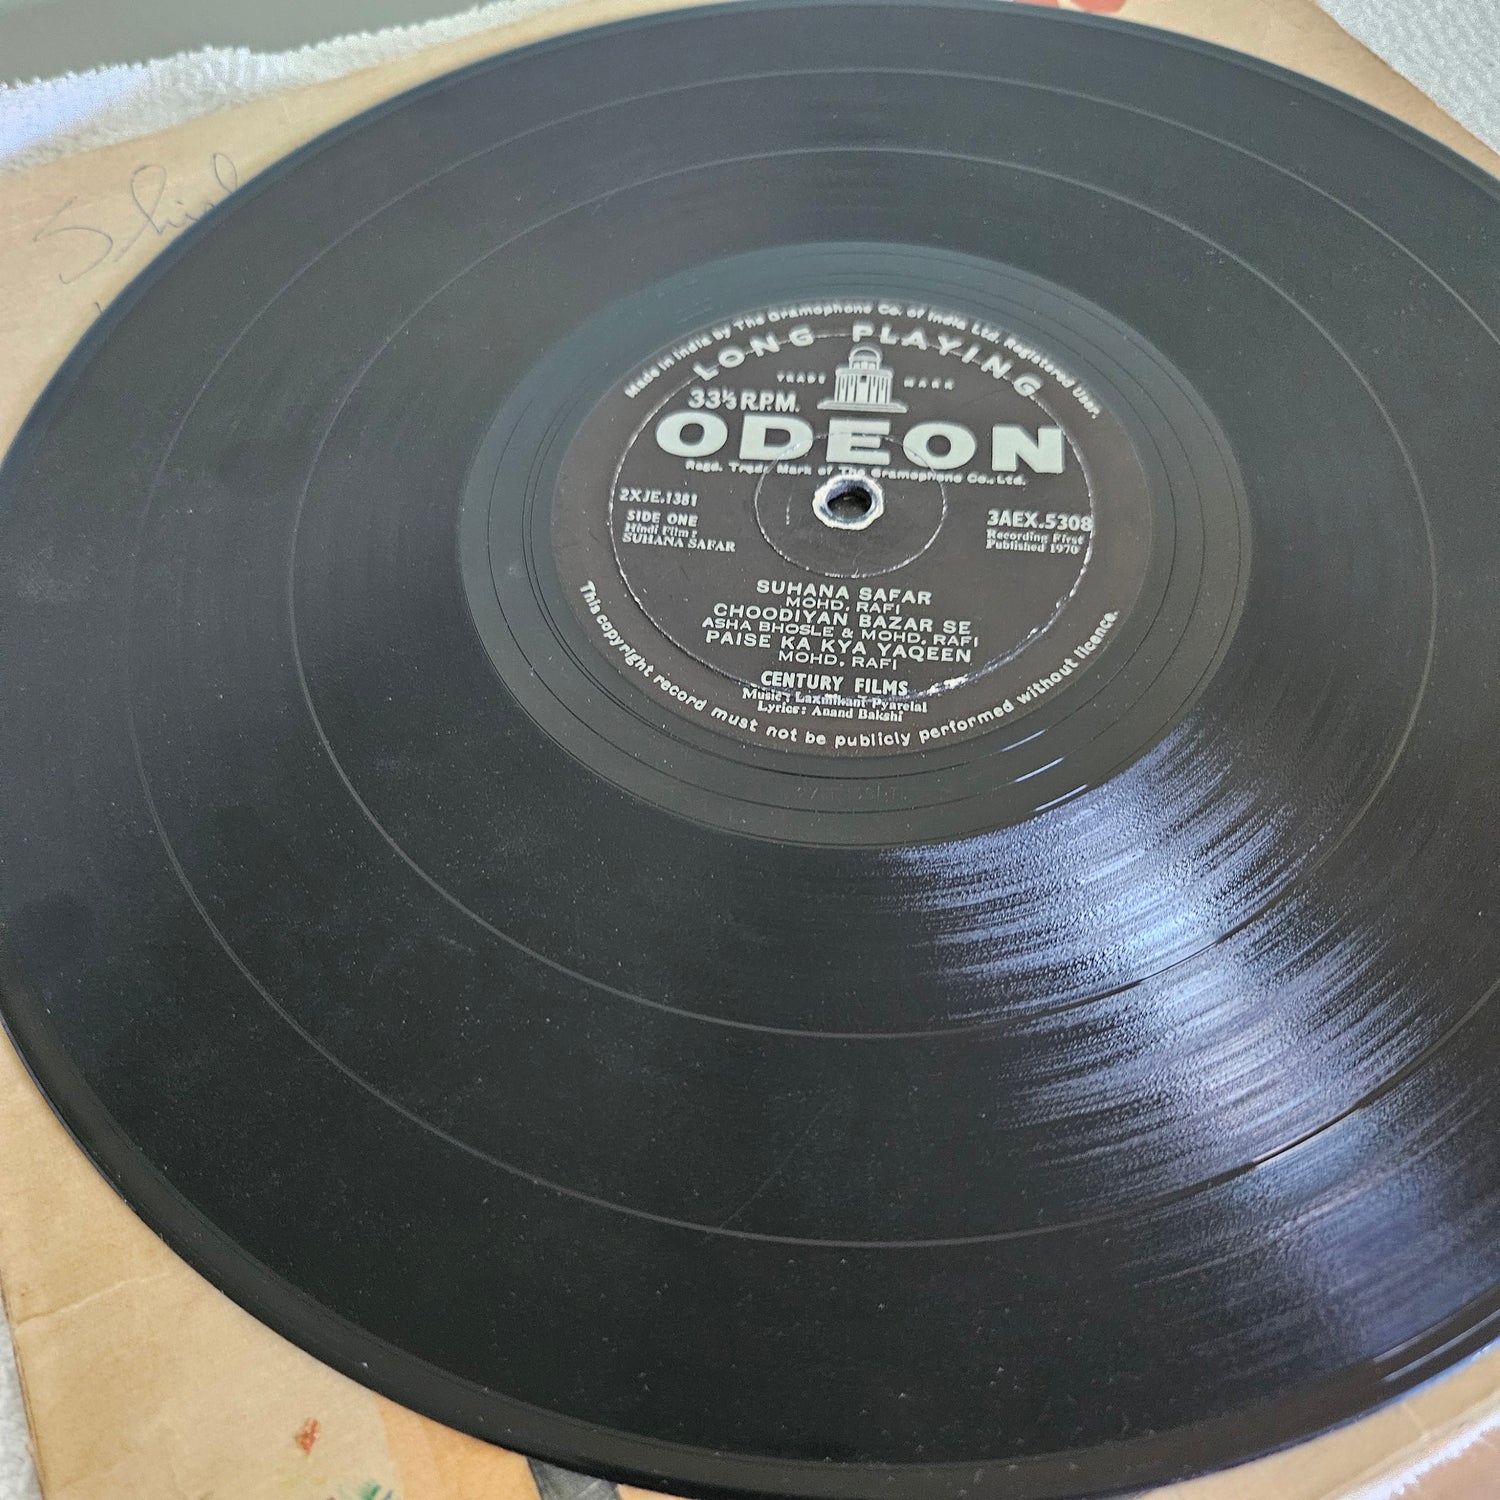 Made in India by The Gramophone Co. of India Ltd. Registered User.
LONG PLAYING
TRADE MARK
33⅓ R.P.M.
ODEON
Regd. Trade Mark of The Gramophone Co., Ltd.
2XJE.1381
SIDE ONE
Hindi Film:
SUHANA SAFAR
3AEX.5308
Recording First
Published 1970
SUHANA SAFAR
MOHD. RAFI
CHOODIYAN BAZAR SE
ASHA BHOSLE & MOHD. RAFI
PAISE KA KYA YAQEEN
MOHD. RAFI
CENTURY FILMS
Music: Laxmikant Pyarelal
Lyrics: Anand Bakshi
This copyright record must not be publicly performed without licence.